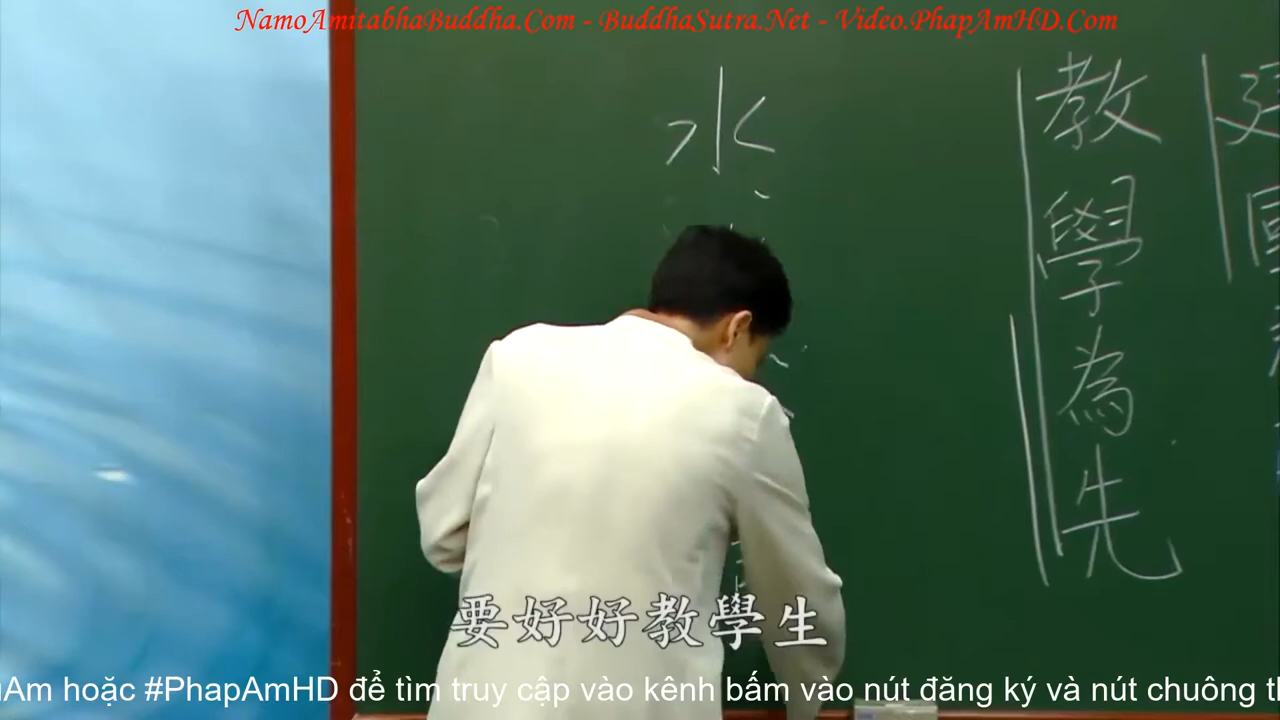 NamoAmitabhaBuddha.Com - BuddhaSutra.Net - Video.PhapAmHD.Com
教學為先
水
要好好教學生
Am hoặc #PhapAmHD để tìm truy cập vào kênh bấm vào nút đăng ký và nút chuông